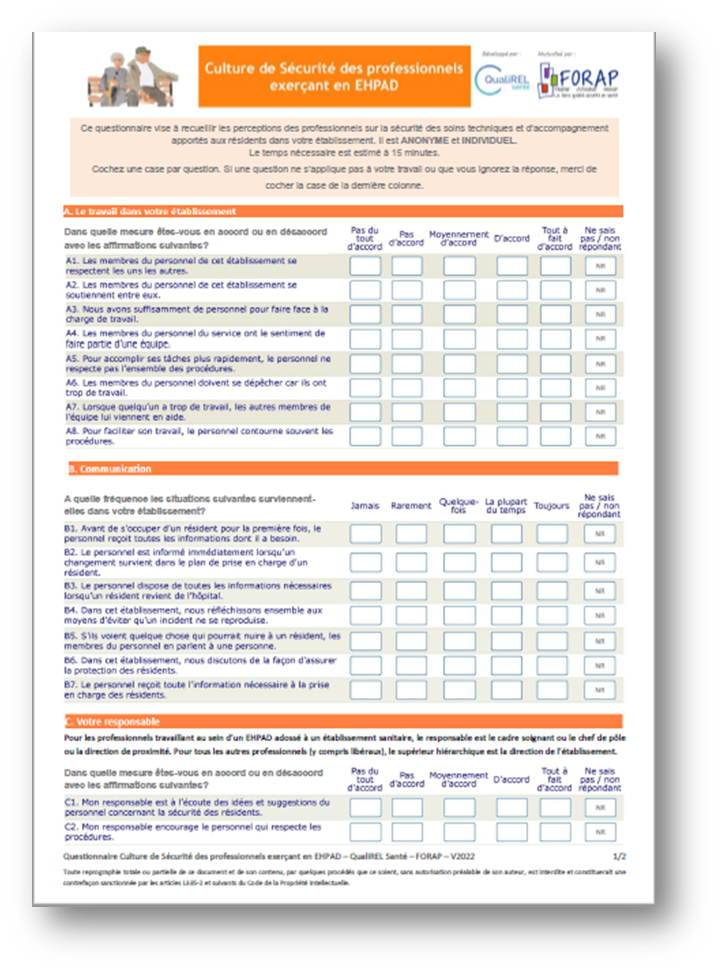 Culture de Sécurité des professionnels
exerçant en EHPAD
Développé par :
QualiREL
SANTÉ
Mutualisé par :
FORAP
Ce questionnaire vise à recueillir les perceptions des professionnels sur la sécurité des soins techniques et d'accompagnement
apportés aux résidents dans votre établissement. Il est ANONYME et INDIVIDUEL.
Le temps nécessaire est estimé à 15 minutes.
Cochez une case par question. Si une question ne s'applique pas à votre travail ou que vous ignorez la réponse, merci de
cocher la case de la dernière colonne.
A. Le travail dans votre établissement
Dans quelle mesure êtes-vous en accord ou en désaccord
avec les affirmations suivantes?
Pas du
tout
d'accord
Pas
d'accord
Moyennement
d'accord
D'accord
Tout à
fait
d'accord
Ne sais
pas / non
répondant
A1. Les membres du personnel de cet établissement se
respectent les uns les autres.
NR
A2. Les membres du personnel de cet établissement se
soutiennent entre eux.
NR
A3. Nous avons suffisamment de personnel pour faire face à la
charge de travail.
NR
A4. Les membres du personnel du service ont le sentiment de
faire partie d'une équipe.
NR
A5. Pour accomplir ses tâches plus rapidement, le personnel ne
respecte pas l'ensemble des procédures.
NR
A6. Les membres du personnel doivent se dépêcher car ils ont
trop de travail.
NR
A7. Lorsque quelqu'un a trop de travail, les autres membres de
l'équipe lui viennent en aide.
NR
A8. Pour faciliter son travail, le personnel contourne souvent les
procédures.
NR
B. Communication
A quelle fréquence les situations suivantes surviennent-
elles dans votre établissement?
Jamais
Rarement
Quelque-
fois
La plupart
du temps
Toujours
Ne sais
pas / non
répondant
B1. Avant de s'occuper d'un résident pour la première fois, le
personnel reçoit toutes les informations dont il a besoin.
NR
B2. Le personnel est informé immédiatement lorsqu'un
changement survient dans le plan de prise en charge d'un
résident.
NR
B3. Le personnel dispose de toutes les informations nécessaires
lorsqu'un résident revient de l'hôpital.
NR
B4. Dans cet établissement, nous réfléchissons ensemble aux
moyens d'éviter qu'un incident ne se reproduise.
NR
B5. S'ils voient quelque chose qui pourrait nuire à un résident, les
membres du personnel en parlent à une personne.
NR
B6. Dans cet établissement, nous discutons de la façon d'assurer
la protection des résidents.
NR
B7. Le personnel reçoit toute l'information nécessaire à la prise
en charge des résidents.
NR
C. Votre responsable
Pour les professionnels travaillant au sein d'un EHPAD adossé à un établissement sanitaire, le responsable est le cadre soignant ou le chef de pôle
ou la direction de proximité. Pour tous les autres professionnels (y compris libéraux), le supérieur hiérarchique est la direction de l'établissement.
Dans quelle mesure êtes-vous en accord ou en désaccord
avec les affirmations suivantes?
Pas du
tout
d'accord
Pas
d'accord
Moyennement
d'accord
D'accord
Tout à
fait
d'accord
Ne sais
pas / non
répondant
C1. Mon responsable est à l'écoute des idées et suggestions du
personnel concernant la sécurité des résidents.
NR
C2. Mon responsable encourage le personnel qui respecte les
procédures.
NR
Questionnaire Culture de Sécurité des professionnels exerçant en EHPAD – QualiREL Santé – FORAP – V2022
1/2
Toute reprographie totale ou partielle de ce document et de son contenu, par quelques procédés que ce soient, sans autorisation préalable de son auteur, est interdite et constituerait une
contrefaçon sanctionnée par les articles L335-2 et suivants du Code de la Propriété Intellectuelle.